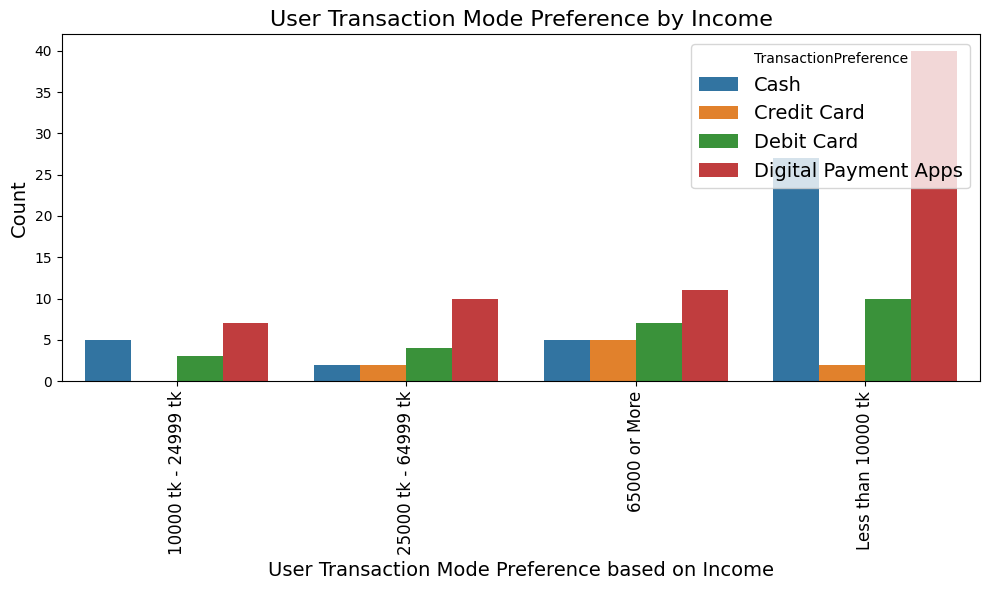 User Transaction Mode Preference by Income
TransactionPreference
Cash
Credit Card
Debit Card
Digital Payment Apps
Count
40
35
30
25
20
15
10
5
0
10000 tk - 24999 tk
25000 tk - 64999 tk
65000 or More
Less than 10000 tk
User Transaction Mode Preference based on Income